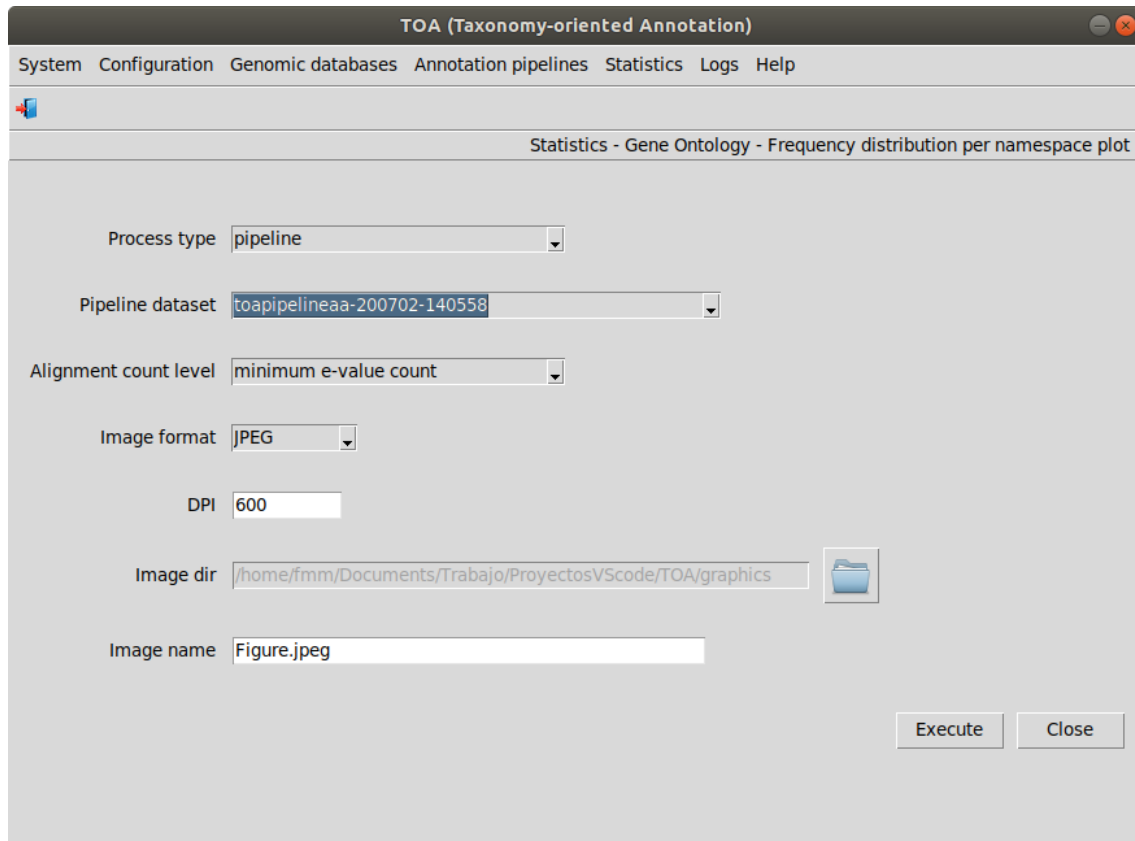 TOA (Taxonomy-oriented Annotation)
System Configuration Genomic databases Annotation pipelines Statistics Logs Help
Statistics - Gene Ontology - Frequency distribution per namespace plot
Process type pipeline
Pipeline dataset toapipelineaa-200702-140558
Alignment count level minimum e-value count
Image format JPEG
DPI 600
Image dir /home/fmm/Documents/Trabajo/ProyectosVScode/TOA/graphics
Image name Figure.jpeg
Execute Close